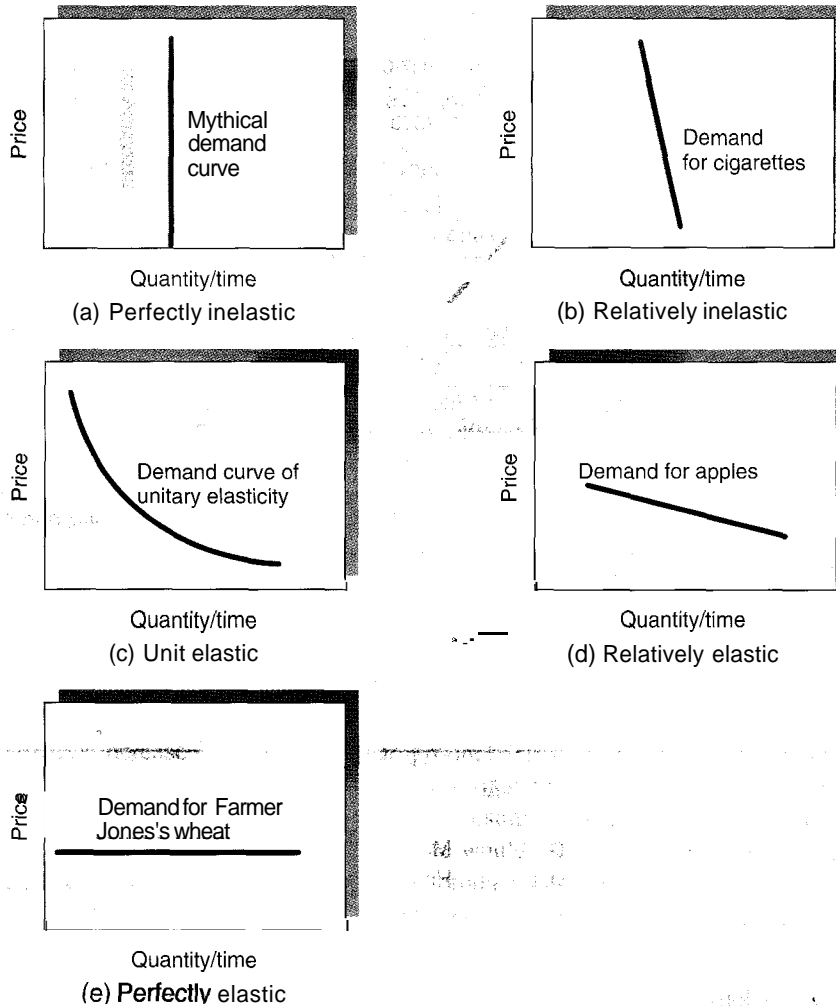 Price
Mythical
demand
curve
Quantity/time
(a) Perfectly inelastic
Price
Demand
for cigarettes
Quantity/time
(b) Relatively inelastic
Price
Demand curve of
unitary elasticity
Quantity/time
(c) Unit elastic
Price
Demand for apples
Quantity/time
(d) Relatively elastic
Price
Demand for Farmer
Jones's wheat
Quantity/time
(e) Perfectly elastic